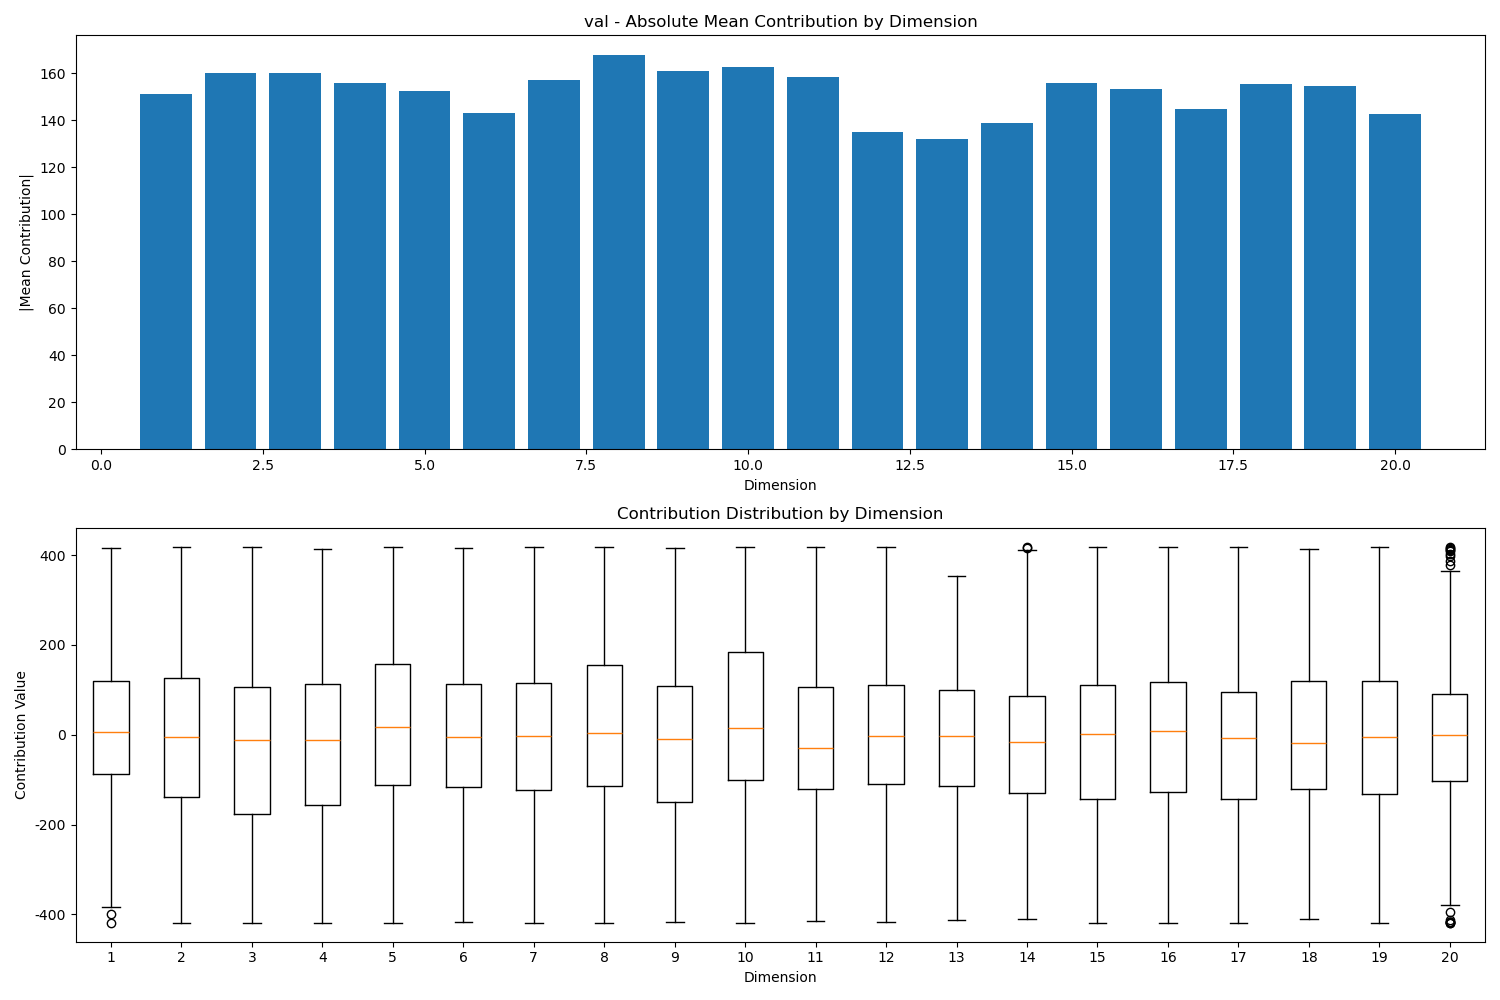 val - Absolute Mean Contribution by Dimension
160
140
120
100
80
60
40
20
0
|Mean Contribution|
0.0 2.5 5.0 7.5 10.0 12.5 15.0 17.5 20.0
Dimension
Contribution Distribution by Dimension
400
200
0
-200
-400
Contribution Value
1 2 3 4 5 6 7 8 9 10 11 12 13 14 15 16 17 18 19 20
Dimension